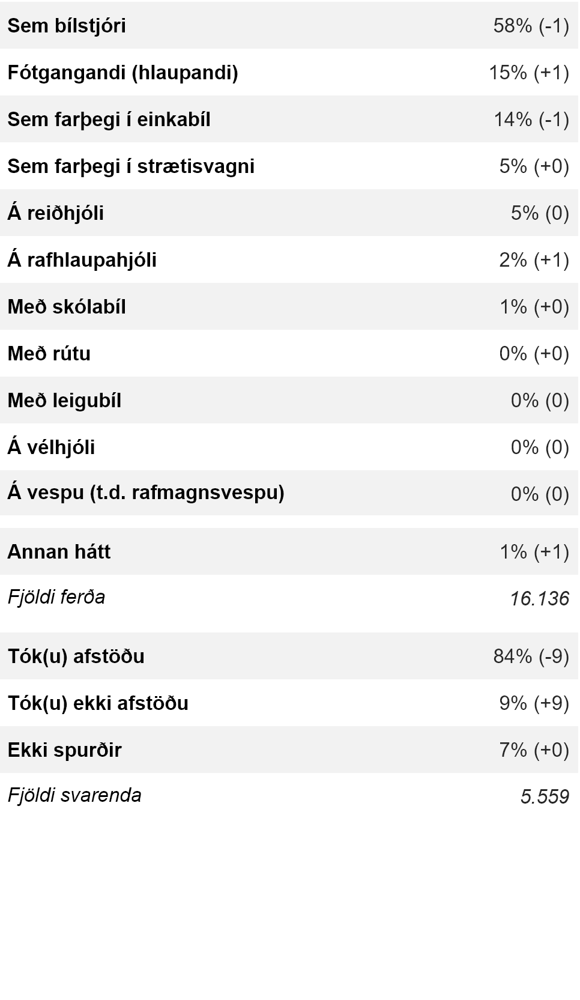 Sem bílstjóri 58% (-1)
Fótgangandi (hlaupandi) 15% (+1)
Sem farþegi í einkabíl 14% (-1)
Sem farþegi í strætisvagni 5% (+0)
Á reiðhjóli 5% (0)
Á rafhlaupahjóli 2% (+1)
Með skólabíl 1% (+0)
Með rútu 0% (+0)
Með leigubíl 0% (0)
Á vélhjóli 0% (0)
Á vespu (t.d. rafmagnsvespu) 0% (0)
Annan hátt 1% (+1)
Fjöldi ferða 16.136
Tók(u) afstöðu 84% (-9)
Tók(u) ekki afstöðu 9% (+9)
Ekki spurðir 7% (+0)
Fjöldi svarenda 5.559